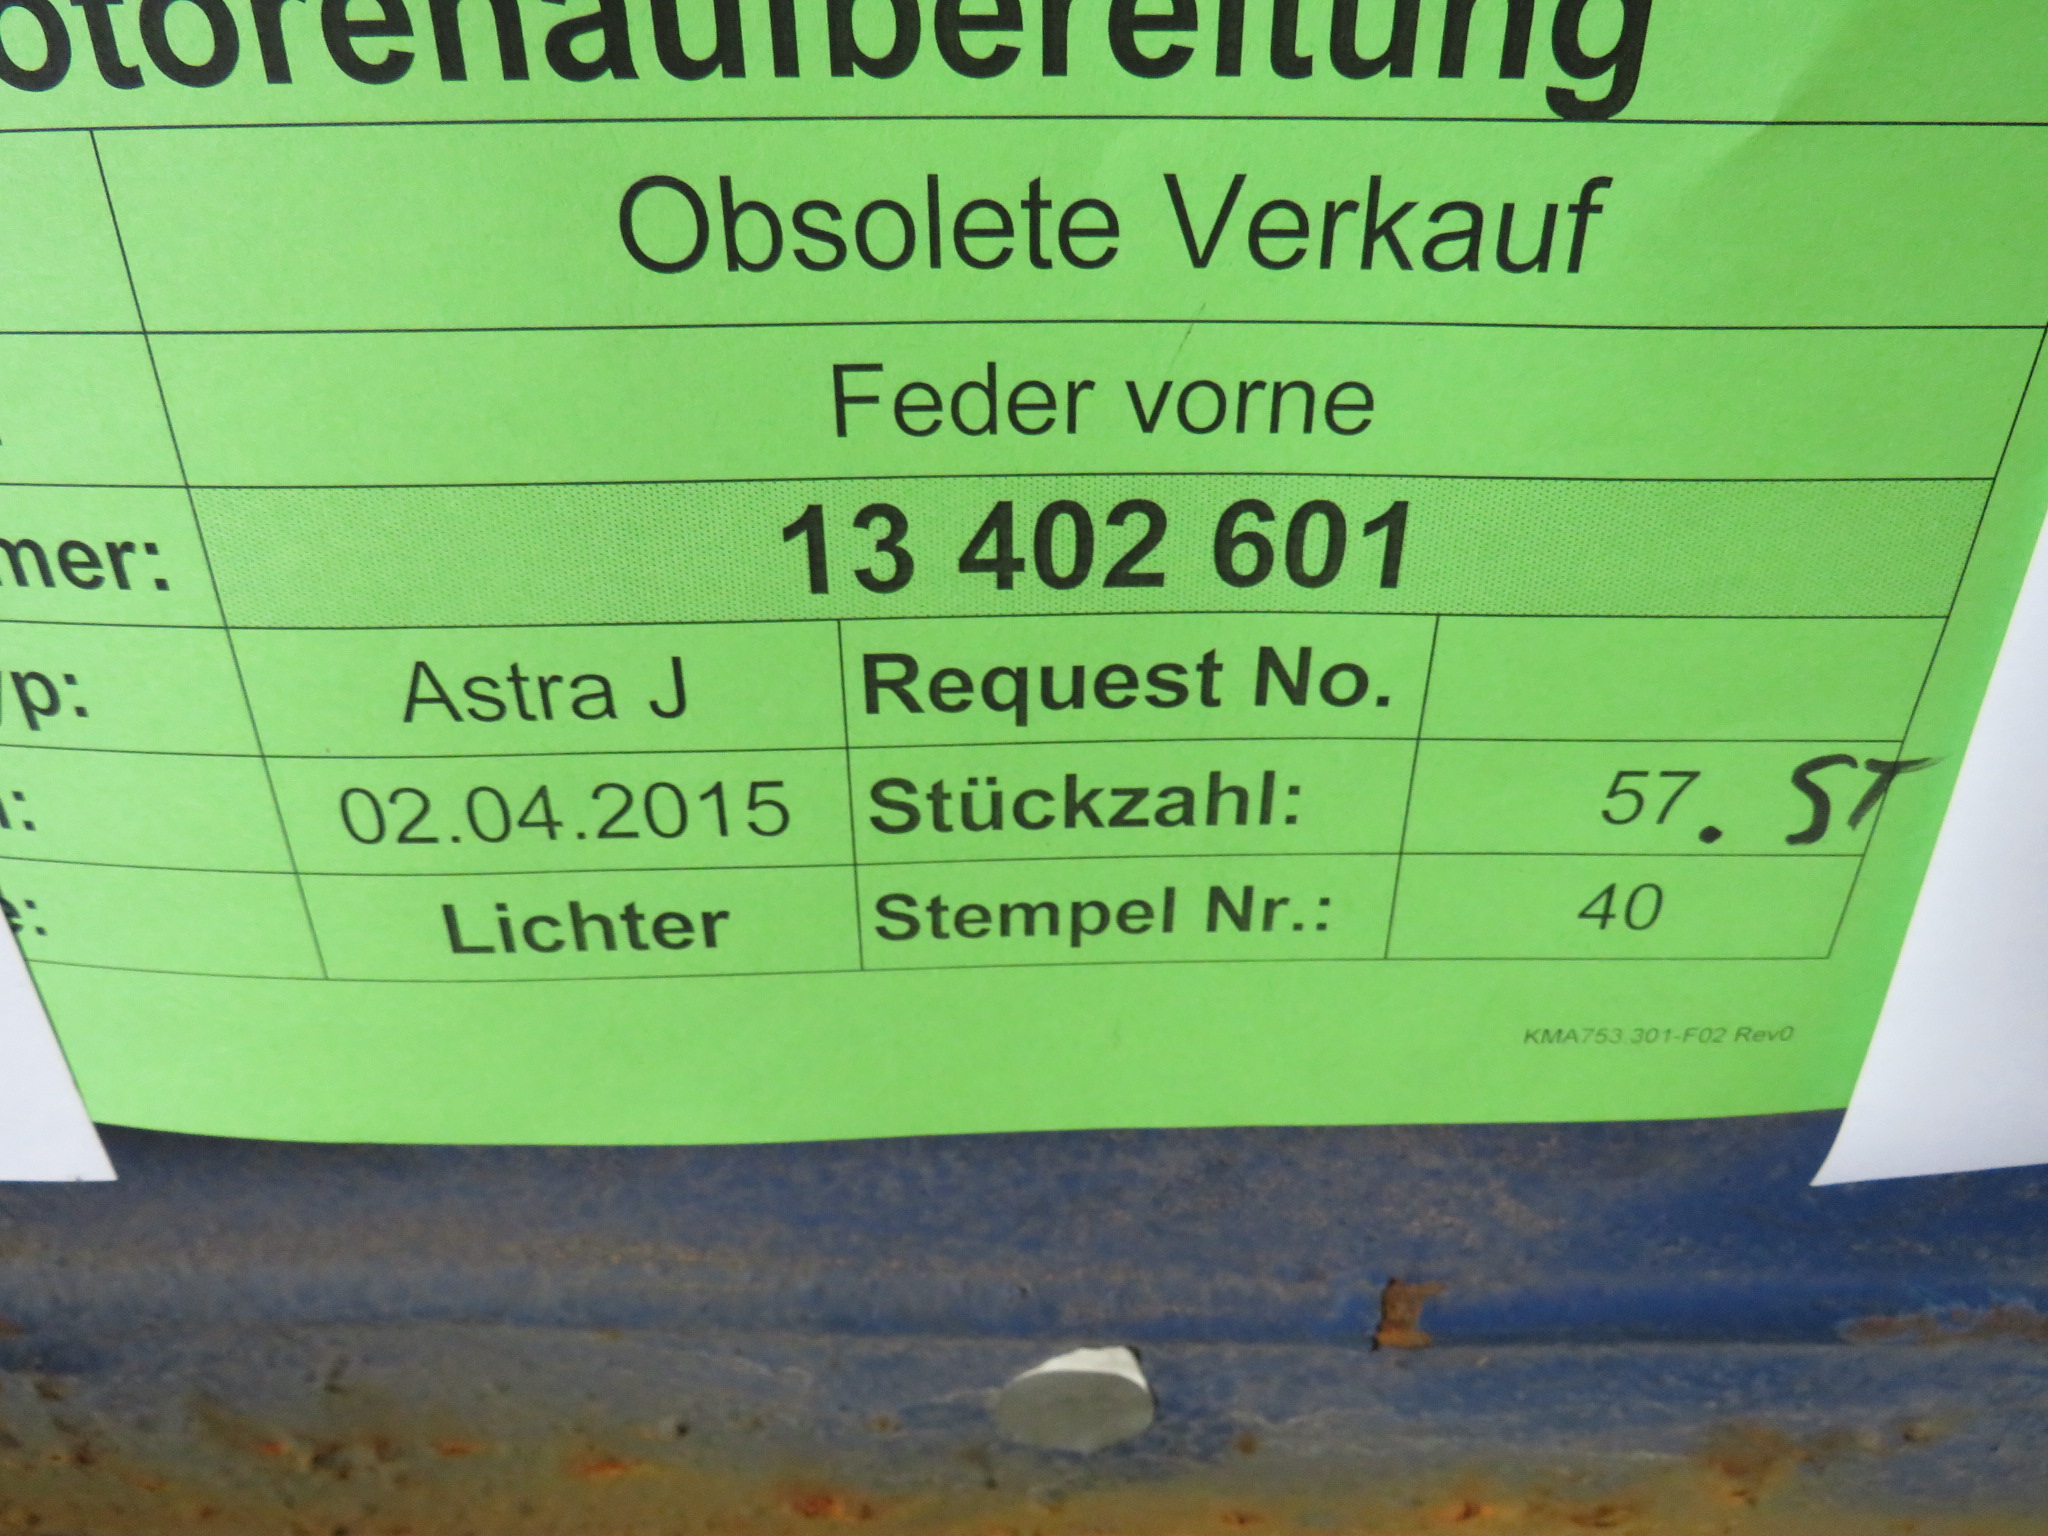 otorenaufbereitung
Obsolete Verkauf
Feder vorne
mer: 13 402 601
yp: Astra J Request No.
: 02.04.2015 Stückzahl: 57. ST
e: Lichter Stempel Nr.: 40
KMA753.301-F02 Rev0